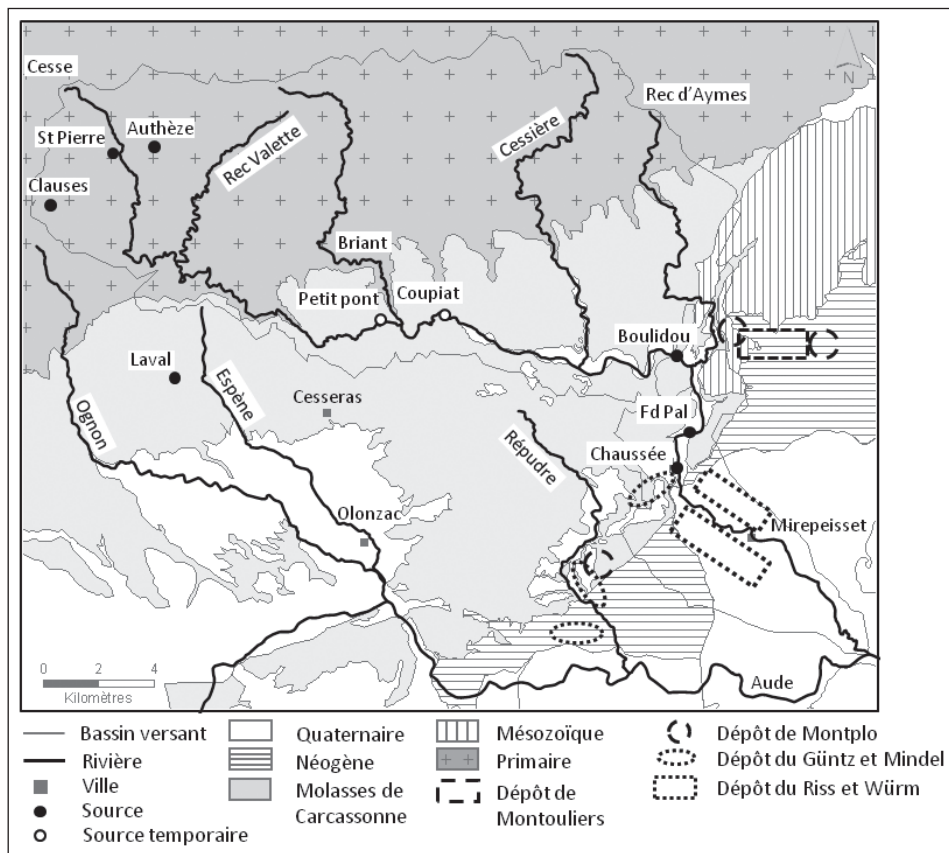 Cesse
N
Rec d'Aymes
St Pierre
Authèze
Rec Valette
Cessière
Clauses
Briant
Petit pont
Coupiat
Boulidou
Laval
Espène
Cesseras
Ognon
Fd Pal
Répudre
Chaussée
Olonzac
Mirepeisset
0 2 4
Kilomètres
Aude
Bassin versant
Rivière
Ville
Source
Source temporaire
Quaternaire
Néogène
Molasses de
Carcassonne
Mésozoïque
Primaire
Dépôt de
Montouliers
Dépôt de Montplo
Dépôt du Güntz et Mindel
Dépôt du Riss et Würm